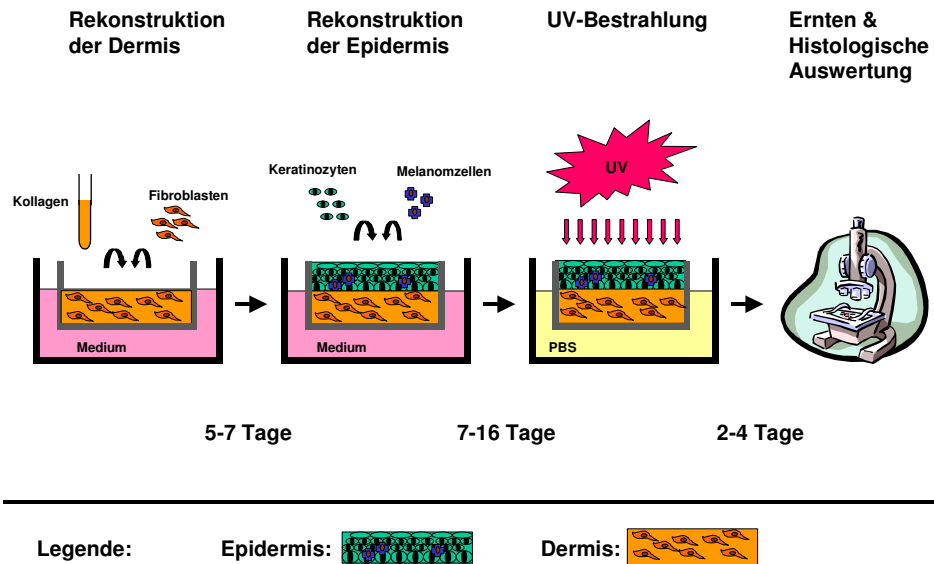 Rekonstruktion
der Dermis
Rekonstruktion
der Epidermis
UV-Bestrahlung
Ernten &
Histologische
Auswertung
Kollagen
Fibroblasten
Keratinozyten
Melanomzellen
UV
Medium
Medium
PBS
5-7 Tage
7-16 Tage
2-4 Tage
Legende:
Epidermis:
Dermis: